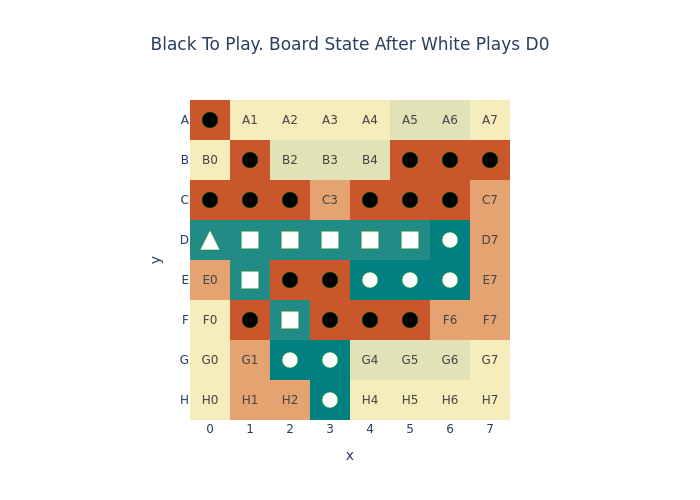 Black To Play. Board State After White Plays D0
A A1 A2 A3 A4 A5 A6 A7
B B0 B2 B3 B4
C C3 C7
D D7
y
E E0 E7
F F0 F6 F7
G G0 G1 G4 G5 G6 G7
H H0 H1 H2 H4 H5 H6 H7
0 1 2 3 4 5 6 7
x